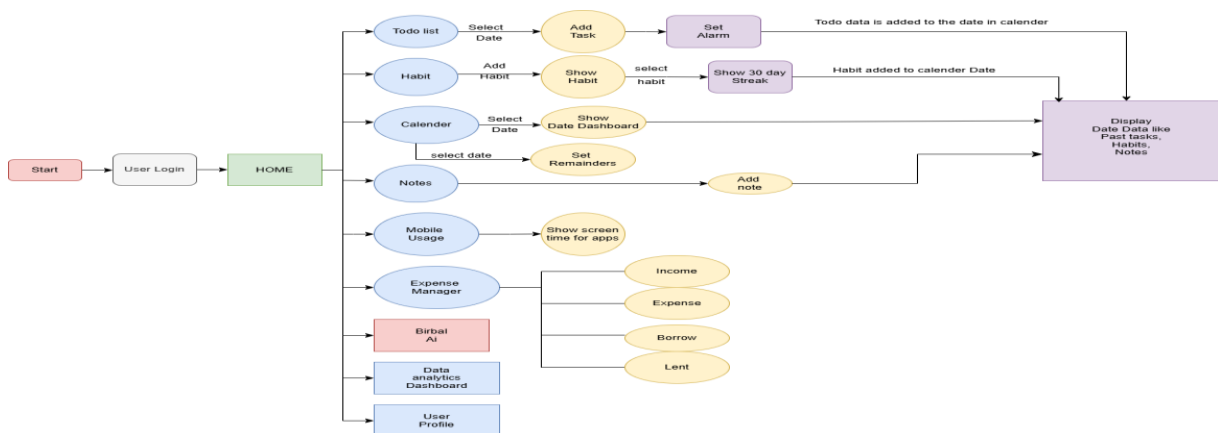 Todo list
Select
Date
Add
Task
Set
Alarm
Todo data is added to the date in calender
Habit
Add
Habit
Show
Habit
select
habit
Show 30 day
Streak
Habit added to calender Date
Calender
Select
Date
Show
Date Dashboard
Display
Date Data like
Past tasks,
Habits,
Notes
select date
Set
Remainders
Start
User Login
HOME
Notes
Add
note
Mobile
Usage
Show screen
time for apps
Expense
Manager
Income
Expense
Borrow
Lent
Birbal
Ai
Data
analytics
Dashboard
User
Profile